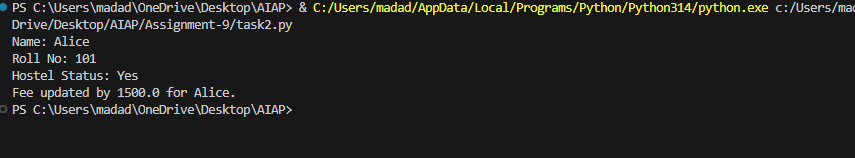 PS C:\Users\madad\OneDrive\Desktop\AIAP> & C:/Users/madad/AppData/Local/Programs/Python/Python314/python.exe c:/Users/mad
Drive/Desktop/AIAP/Assignment-9/task2.py
Name: Alice
Roll No: 101
Hostel Status: Yes
Fee updated by 1500.0 for Alice.
PS C:\Users\madad\OneDrive\Desktop\AIAP>